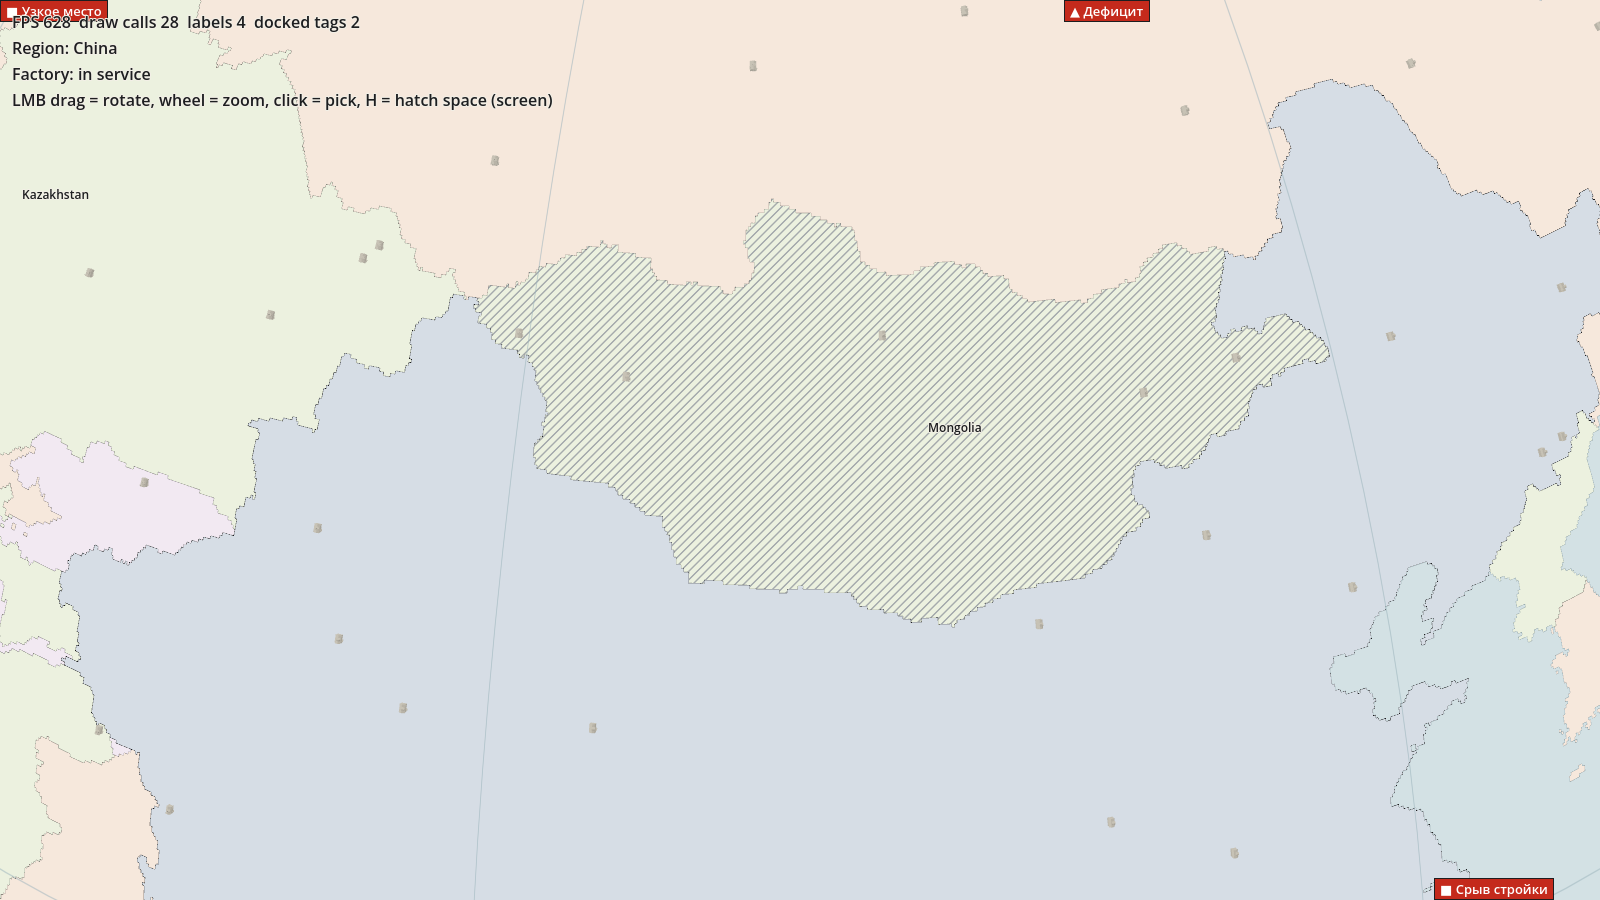 ■ Узкое место
▲ Дефицит
FPS 628 draw calls 28 labels 4 docked tags 2
Region: China
Factory: in service
LMB drag = rotate, wheel = zoom, click = pick, H = hatch space (screen)
Kazakhstan
Mongolia
■ Срыв стройки